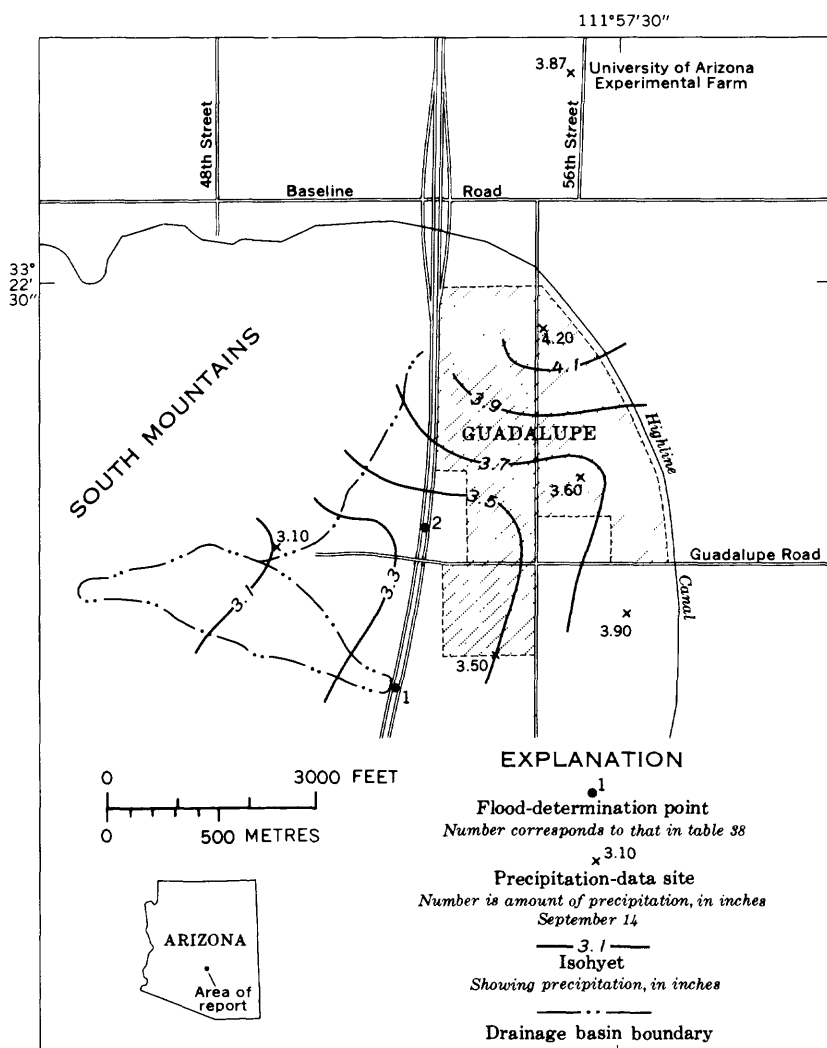 111°57'30"
3.87
University of Arizona
Experimental Farm
48th Street
56th Street
Baseline Road
33°
22'
30"
SOUTH MOUNTAINS
4.20
4.1
3.9
Highline
GUADALUPE
3.7
3.60
3.5
2
3.10
Guadalupe Road
3.3
3.1
Canal
3.90
3.50
1
EXPLANATION
1
Flood-determination point
Number corresponds to that in table 38
3.10
Precipitation-data site
Number is amount of precipitation, in inches
September 14
3.1
Isohyet
Showing precipitation, in inches
Drainage basin boundary
0 3000 FEET
0 500 METRES
ARIZONA
Area of
report